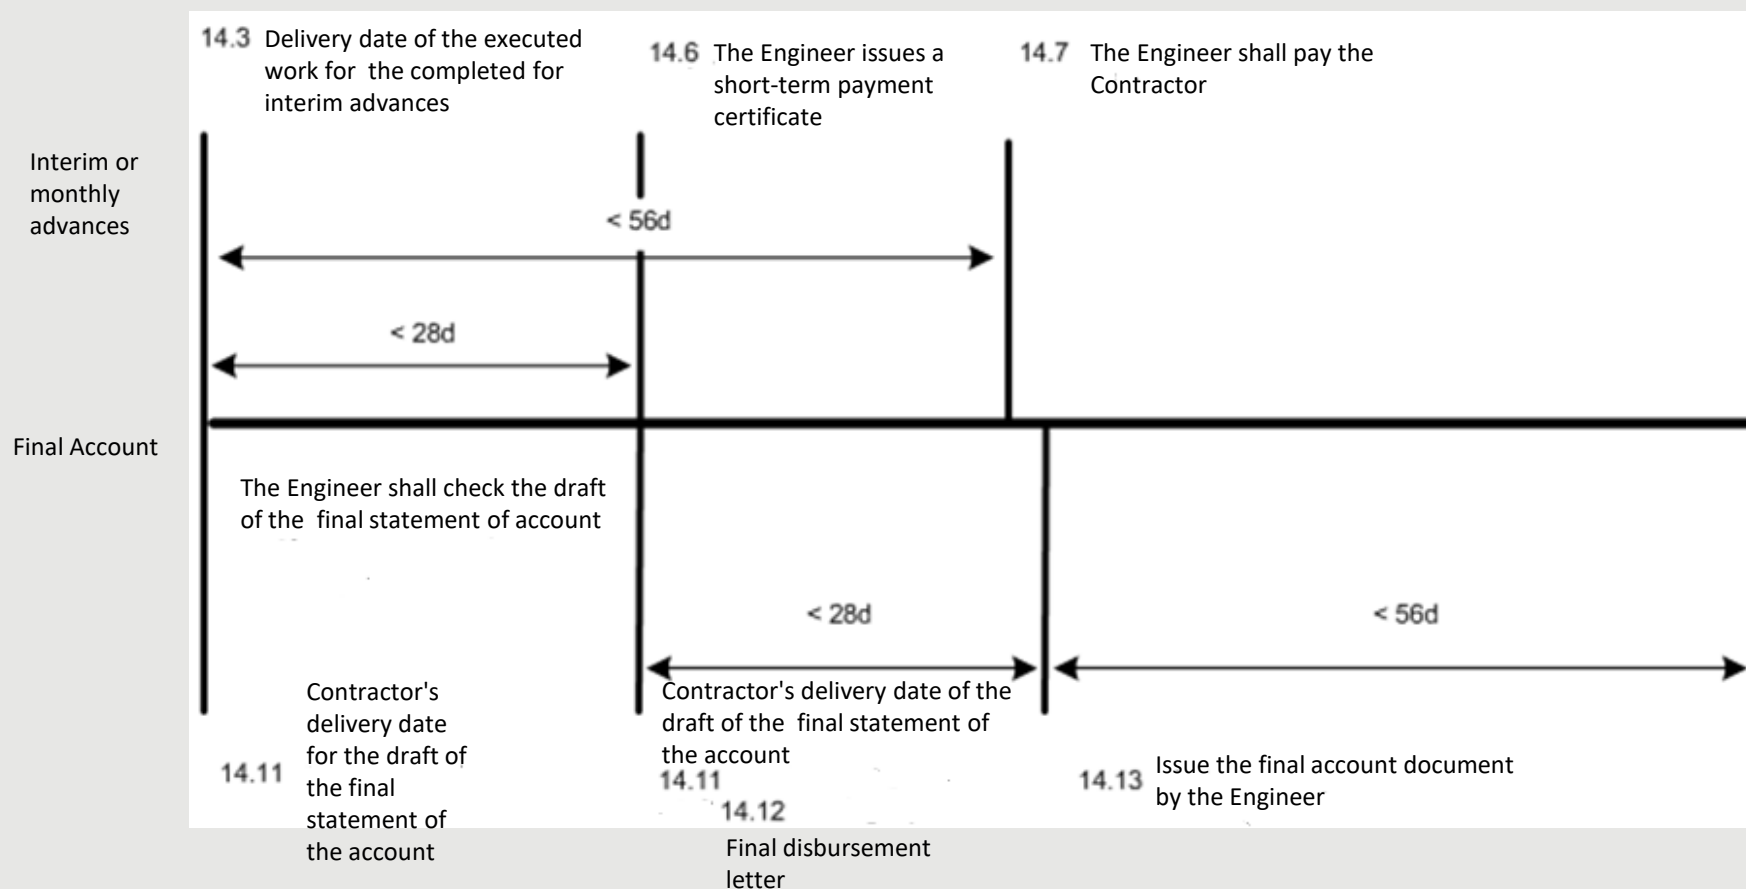 14.3 Delivery date of the executed
work for the completed for
interim advances
14.6 The Engineer issues a
short-term payment
certificate
14.7 The Engineer shall pay the
Contractor
Interim or
monthly
advances
< 56d
< 28d
Final Account
The Engineer shall check the draft
of the final statement of account
< 28d
< 56d
14.11
Contractor's
delivery date
for the draft of
the final
statement of
the account
Contractor's delivery date of the
draft of the final statement of
the account
14.11
14.12
Final disbursement
letter
14.13
Issue the final account document
by the Engineer